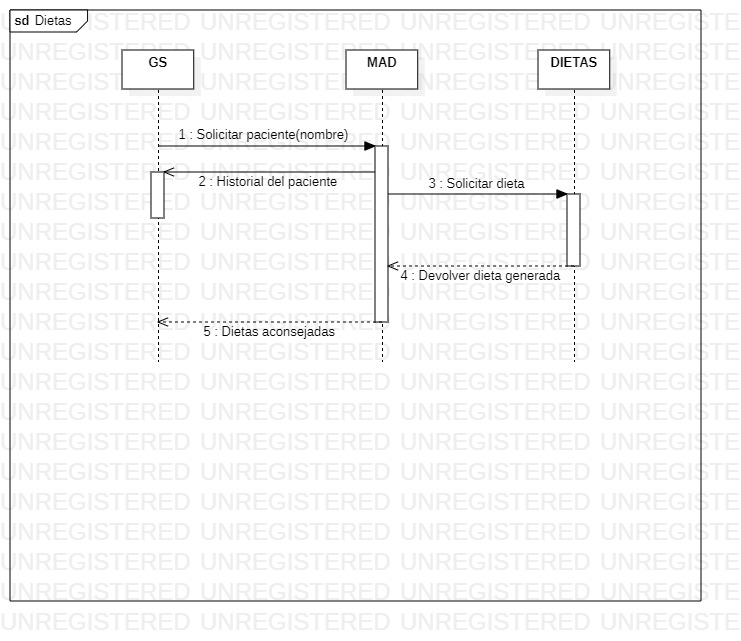 sd Dietas
GS MAD DIETAS
1 : Solicitar paciente(nombre)
2 : Historial del paciente
3 : Solicitar dieta
4 : Devolver dieta generada
5 : Dietas aconsejadas
UNREGISTERED UNREGISTERED UNREGISTERED UNREGISTERED